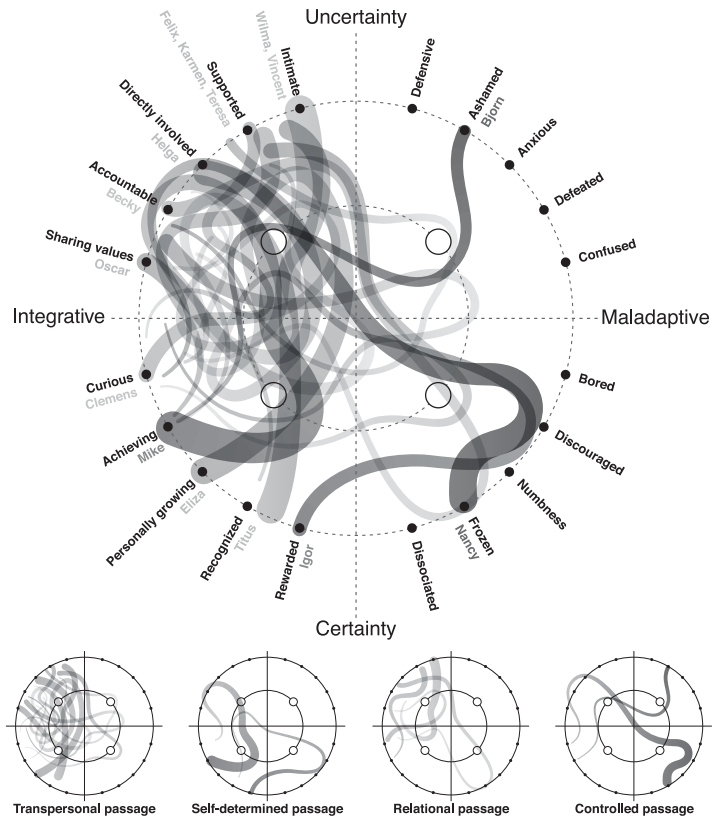 Uncertainty
Felix, Karmen, Teresa
Supported
Wilma, Vincent
Intimate
Defensive
Ashamed
Bjorn
Directly involved
Helga
Anxious
Accountable
Becky
Defeated
Sharing values
Oscar
Confused
Integrative
Maladaptive
Curious
Clemens
Bored
Achieving
Mike
Discouraged
Personally growing
Eliza
Numbness
Recognized
Titus
Rewarded
Igor
Dissociated
Frozen
Nancy
Certainty
Transpersonal passage
Self-determined passage
Relational passage
Controlled passage